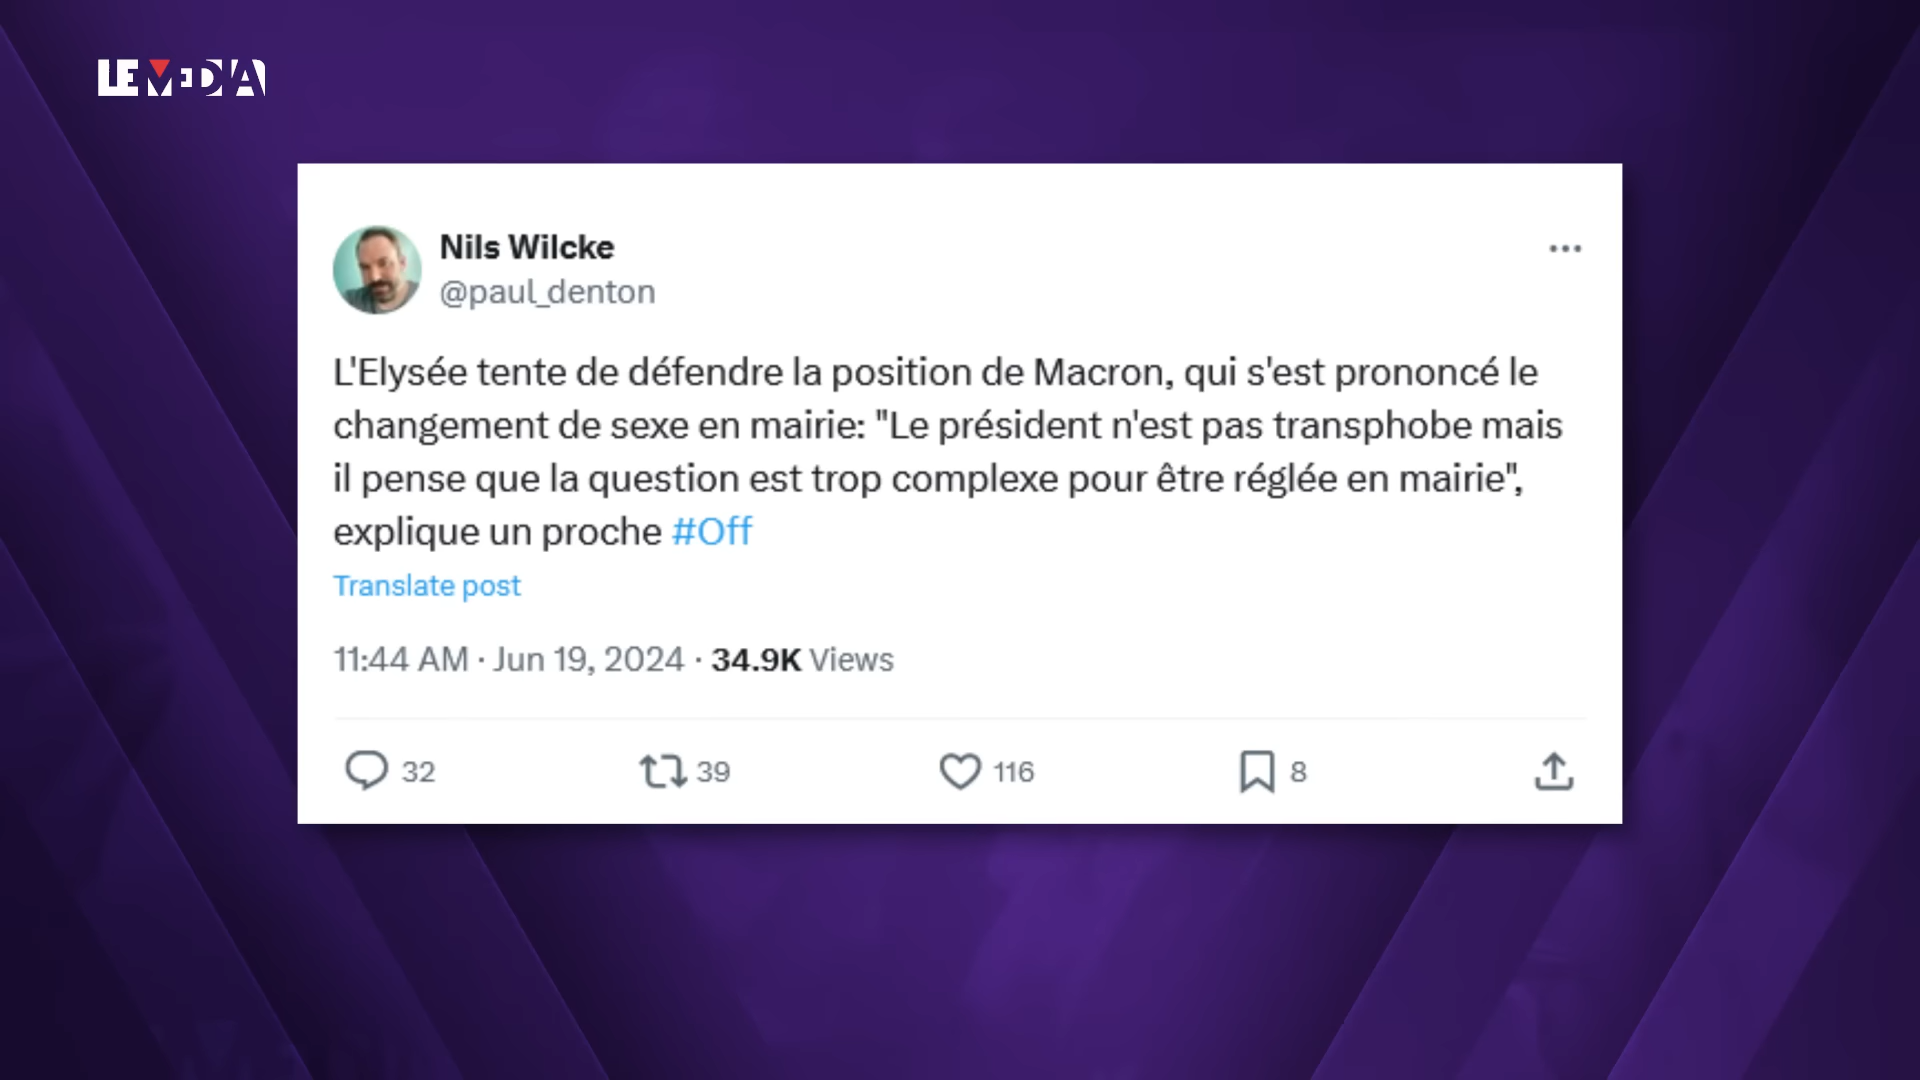 LE MEDIA
Nils Wilcke
@paul_denton
L'Elysée tente de défendre la position de Macron, qui s'est prononcé le
changement de sexe en mairie: "Le président n'est pas transphobe mais
il pense que la question est trop complexe pour être réglée en mairie",
explique un proche #Off
Translate post
11:44 AM · Jun 19, 2024 · 34.9K Views
32 39 116 8